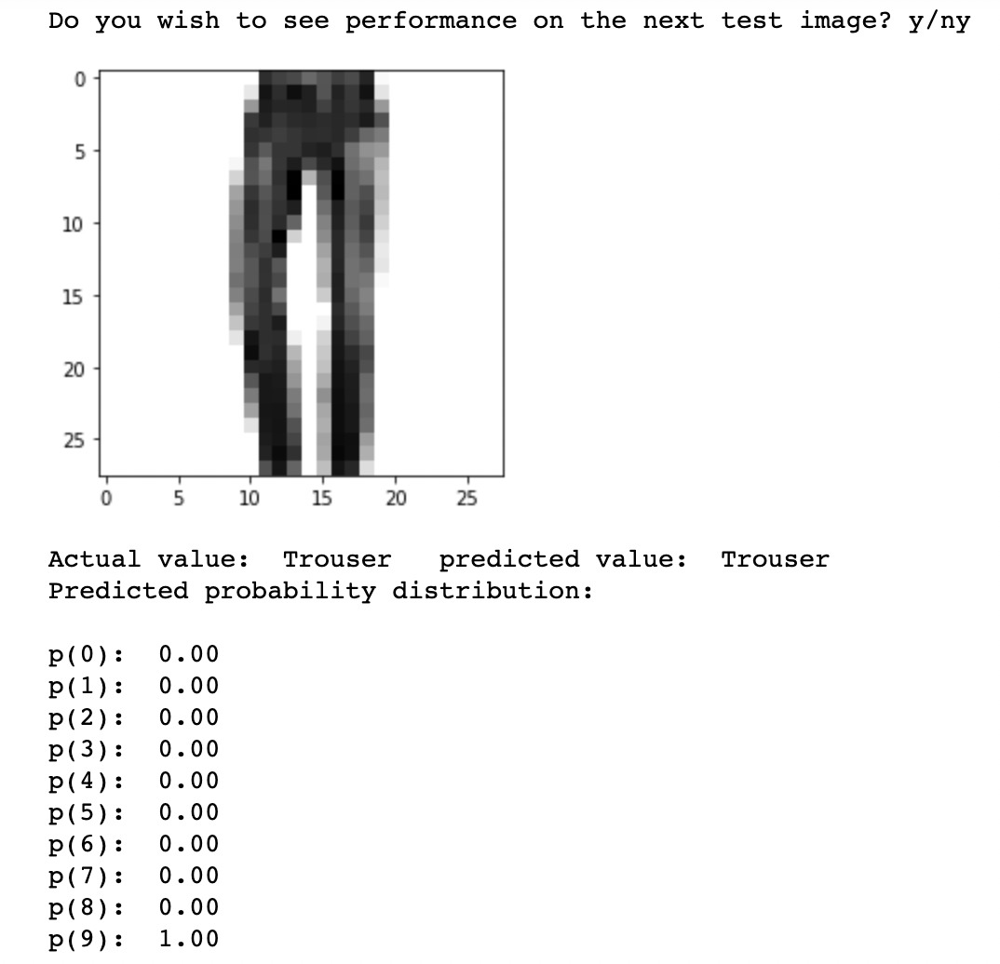 Do you wish to see performance on the next test image? y/ny
0
5
10
15
20
25
0 5 10 15 20 25
Actual value: Trouser predicted value: Trouser
Predicted probability distribution:
p(0): 0.00
p(1): 0.00
p(2): 0.00
p(3): 0.00
p(4): 0.00
p(5): 0.00
p(6): 0.00
p(7): 0.00
p(8): 0.00
p(9): 1.00